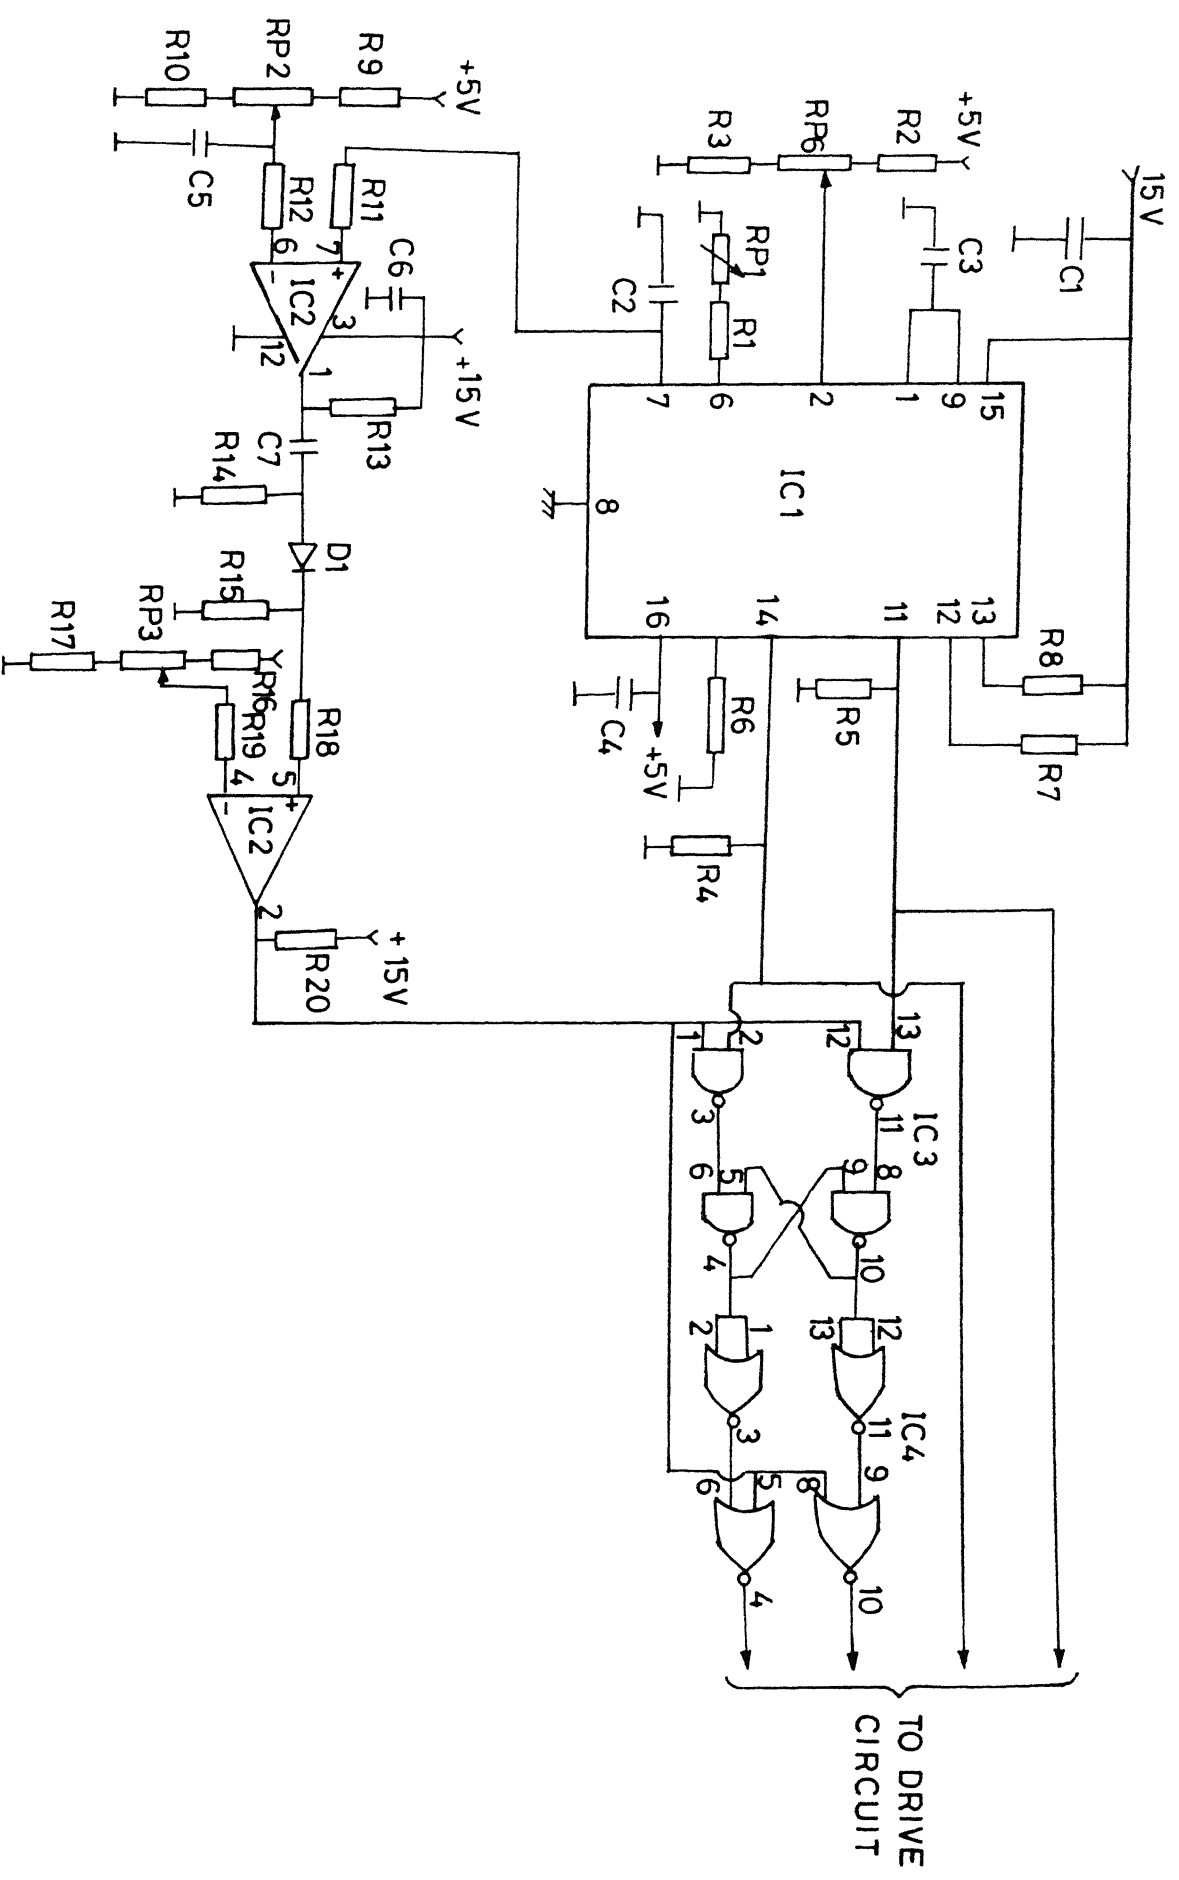 15V
C1
+5V
R2
RP6
R3
C3
RP1
R1
C2
15
9
1
2
6
7
IC1
8
13
12
11
14
16
R8
R7
R5
R6
C4
+5V
R4
+5V
R9
RP2
R10
C5
R11
R12
7
6
+
-
IC2
3
12
1
C6
+15V
R13
C7
R14
D1
R15
RP3
R17
R16
R18
R19
5
4
+
-
IC2
2
R20
+15V
13
12
11
IC3
2
1
3
8
9
10
5
6
4
12
13
11
IC4
1
2
3
9
8
10
5
6
4
TO DRIVE
CIRCUIT